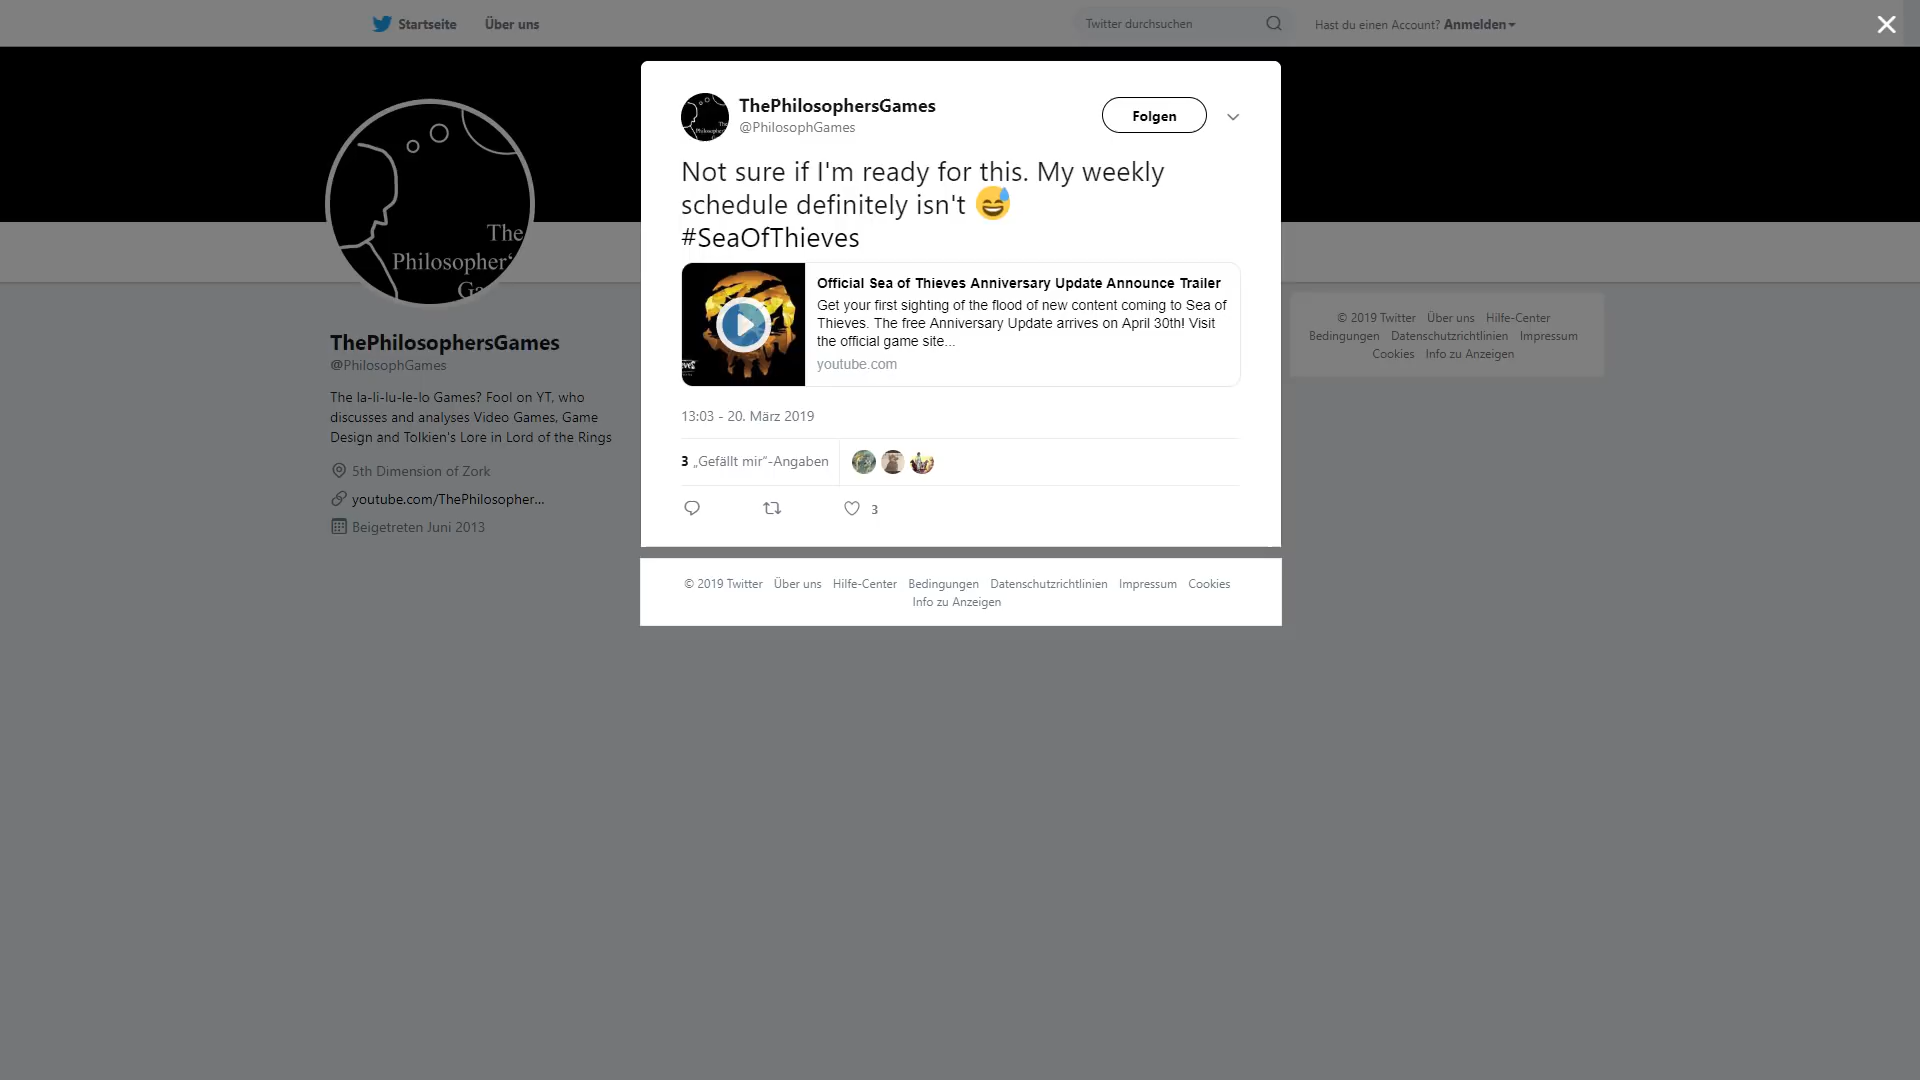 Startseite
Über uns
Twitter durchsuchen
Hast du einen Account? Anmelden
The
Philosopher‘
Ga
ThePhilosophersGames
@PhilosophGames
The la-li-lu-le-lo Games? Fool on YT, who
discusses and analyses Video Games, Game
Design and Tolkien's Lore in Lord of the Rings
5th Dimension of Zork
youtube.com/ThePhilosopher…
Beigetreten Juni 2013
ThePhilosophersGames
@PhilosophGames
Folgen
Not sure if I'm ready for this. My weekly
schedule definitely isn't 😅
#SeaOfThieves
Official Sea of Thieves Anniversary Update Announce Trailer
Get your first sighting of the flood of new content coming to Sea of
Thieves. The free Anniversary Update arrives on April 30th! Visit
the official game site...
youtube.com
13:03 - 20. März 2019
3 „Gefällt mir“-Angaben
3
© 2019 Twitter Über uns Hilfe-Center Bedingungen Datenschutzrichtlinien Impressum Cookies
Info zu Anzeigen
© 2019 Twitter Über uns Hilfe-Center
Bedingungen Datenschutzrichtlinien Impressum
Cookies Info zu Anzeigen